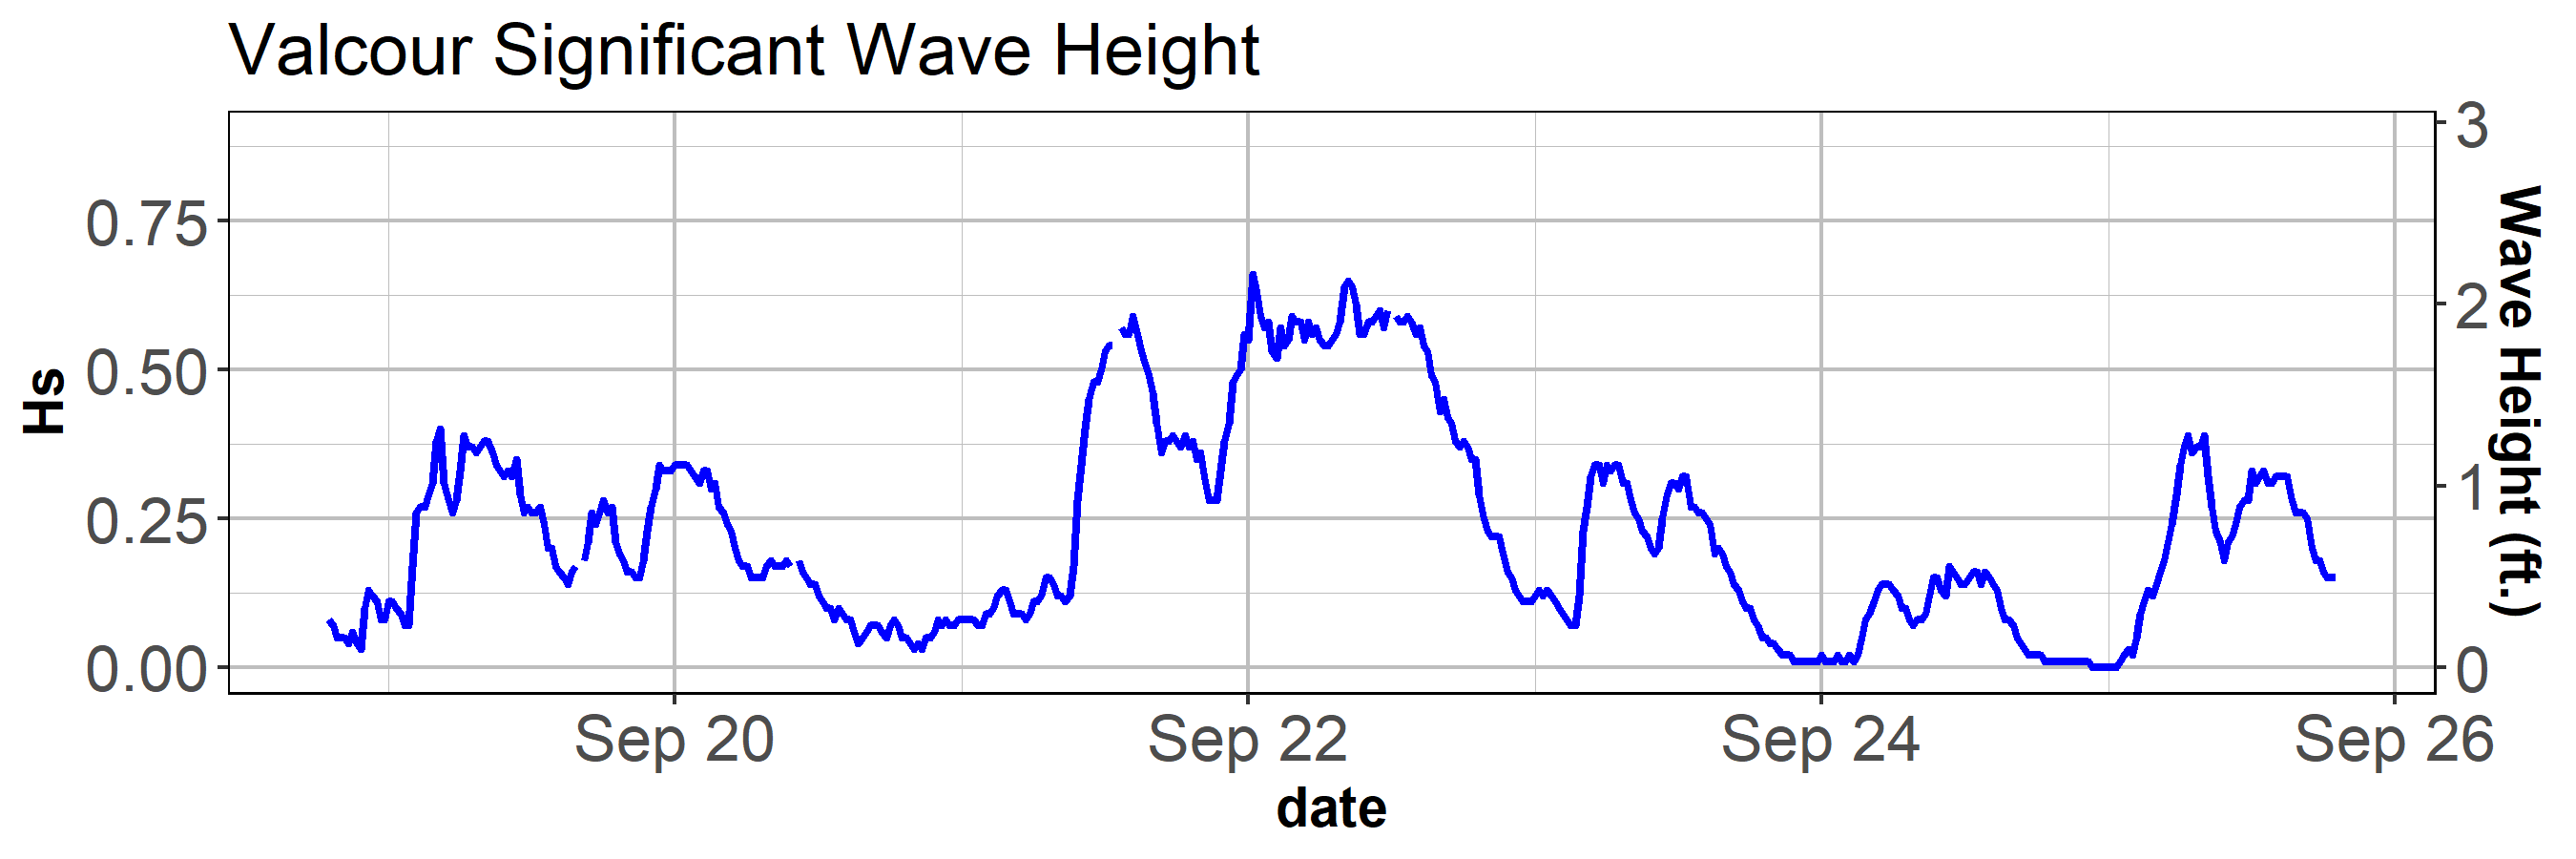 Valcour Significant Wave Height
Hs
0.75
0.50
0.25
0.00
3
2
1
0
Wave Height (ft.)
Sep 20 Sep 22 Sep 24 Sep 26
date